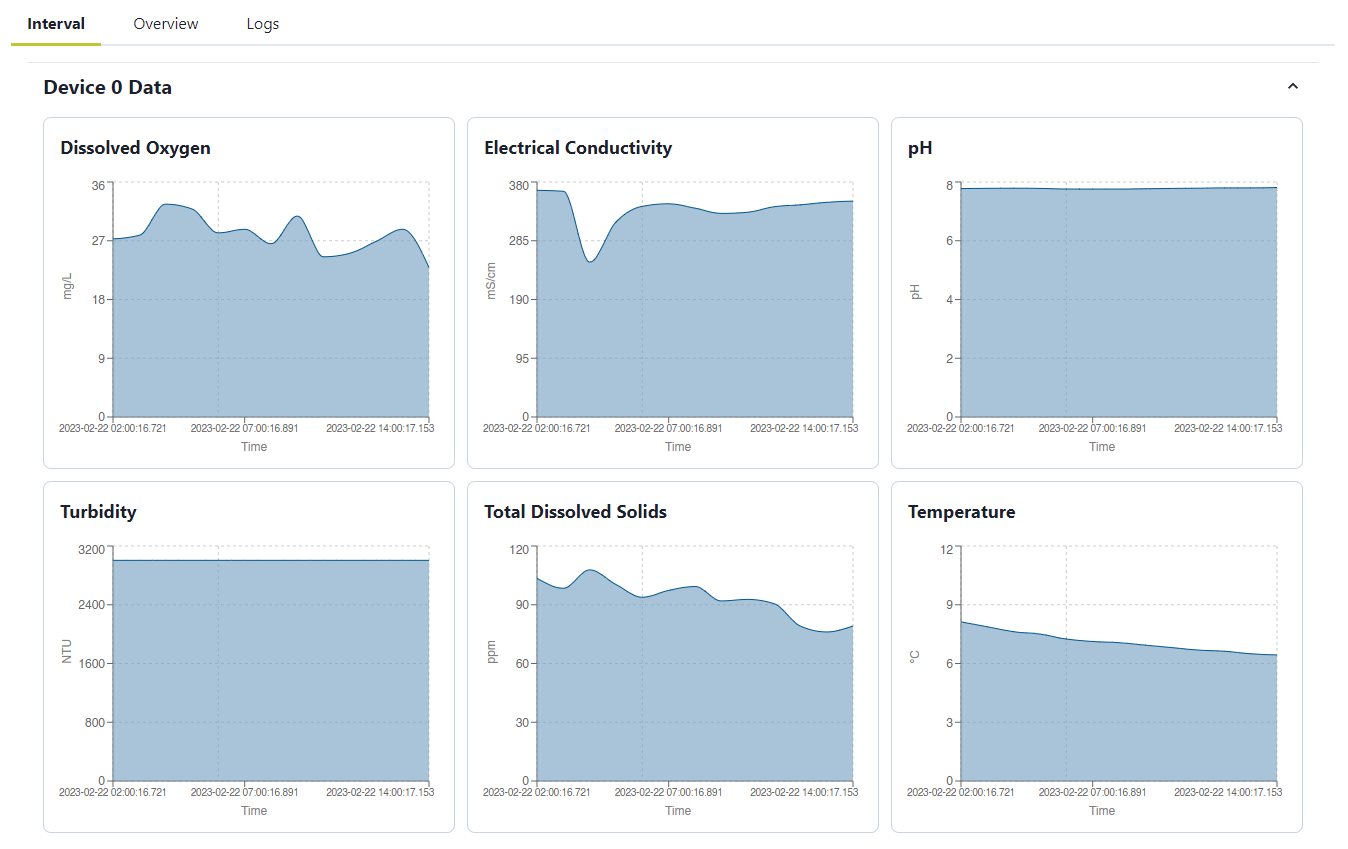 Interval Overview Logs
Device 0 Data
Dissolved Oxygen
36
27
18
9
0
mg/L
2023-02-22 02:00:16.721 2023-02-22 07:00:16.891 2023-02-22 14:00:17.153
Time
Electrical Conductivity
380
285
190
95
0
mS/cm
2023-02-22 02:00:16.721 2023-02-22 07:00:16.891 2023-02-22 14:00:17.153
Time
pH
8
6
4
2
0
pH
2023-02-22 02:00:16.721 2023-02-22 07:00:16.891 2023-02-22 14:00:17.153
Time
Turbidity
3200
2400
1600
800
0
NTU
2023-02-22 02:00:16.721 2023-02-22 07:00:16.891 2023-02-22 14:00:17.153
Time
Total Dissolved Solids
120
90
60
30
0
ppm
2023-02-22 02:00:16.721 2023-02-22 07:00:16.891 2023-02-22 14:00:17.153
Time
Temperature
12
9
6
3
0
°C
2023-02-22 02:00:16.721 2023-02-22 07:00:16.891 2023-02-22 14:00:17.153
Time